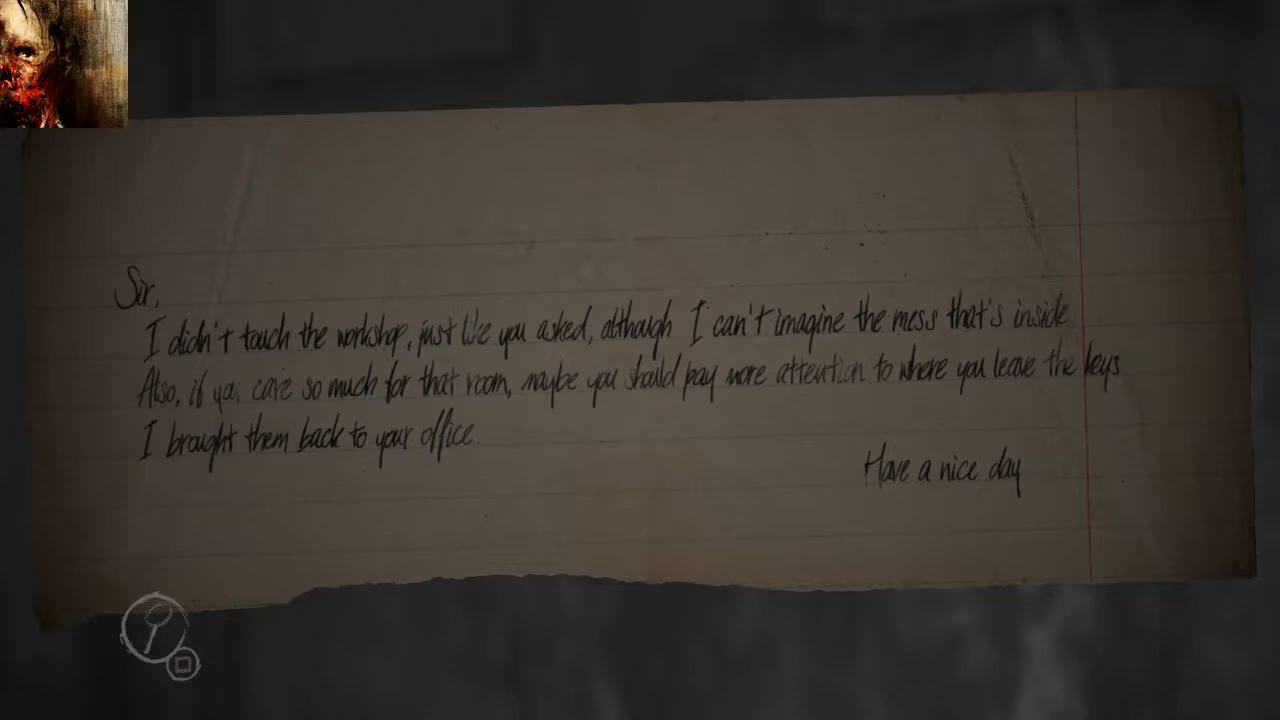 Sir,
I didn't touch the workshop, just like you asked, although I can't imagine the mess that's inside
Also, if you care so much for that room, maybe you should pay more attention to where you leave the keys
I brought them back to your office.
Have a nice day